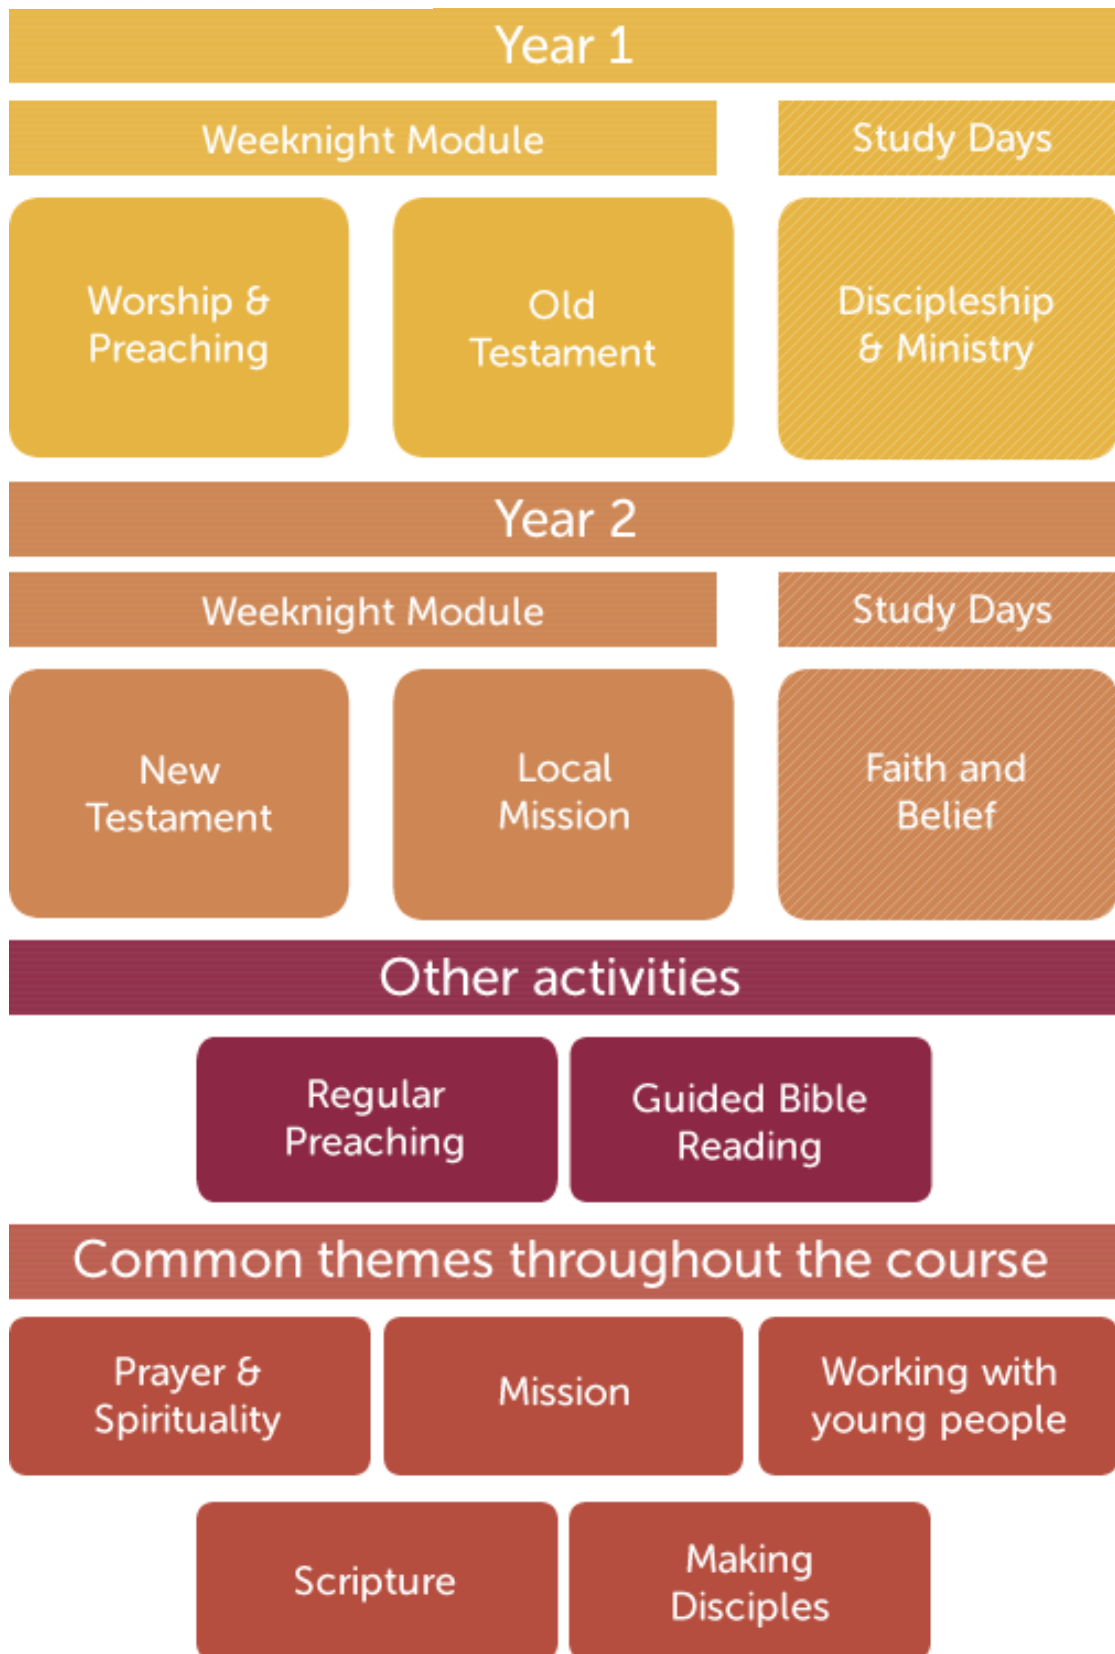 Year 1
Weeknight Module
Study Days
Worship &
Preaching
Old
Testament
Discipleship
& Ministry
Year 2
Weeknight Module
Study Days
New
Testament
Local
Mission
Faith and
Belief
Other activities
Regular
Preaching
Guided Bible
Reading
Common themes throughout the course
Prayer &
Spirituality
Mission
Working with
young people
Scripture
Making
Disciples